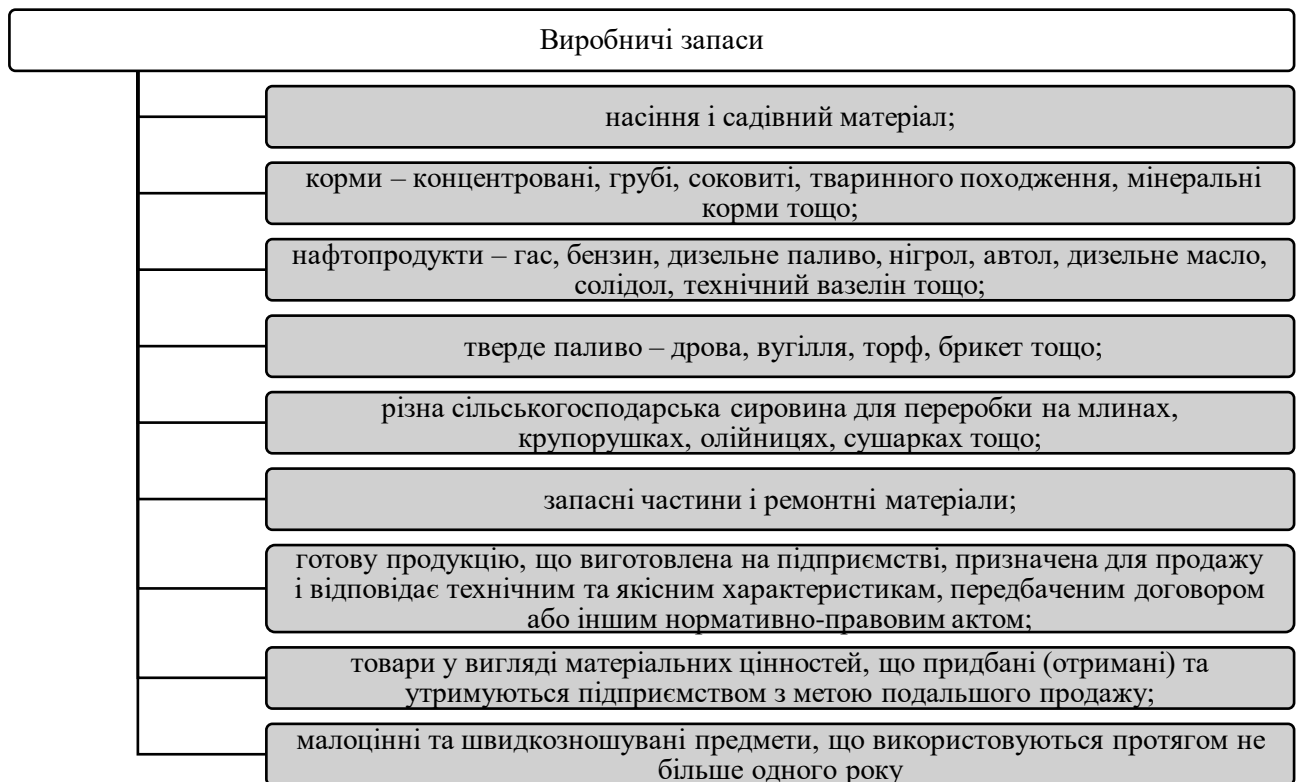 Виробничі запаси
насіння і садівний матеріал;
корми – концентровані, грубі, соковиті, тваринного походження, мінеральні
корми тощо;
нафтопродукти – гас, бензин, дизельне паливо, нігрол, автол, дизельне масло,
солідол, технічний вазелін тощо;
тверде паливо – дрова, вугілля, торф, брикет тощо;
різна сільськогосподарська сировина для переробки на млинах,
крупорушках, олійницях, сушарках тощо;
запасні частини і ремонтні матеріали;
готову продукцію, що виготовлена на підприємстві, призначена для продажу
і відповідає технічним та якісним характеристикам, передбаченим договором
або іншим нормативно-правовим актом;
товари у вигляді матеріальних цінностей, що придбані (отримані) та
утримуються підприємством з метою подальшого продажу;
малоцінні та швидкозношувані предмети, що використовуються протягом не
більше одного року